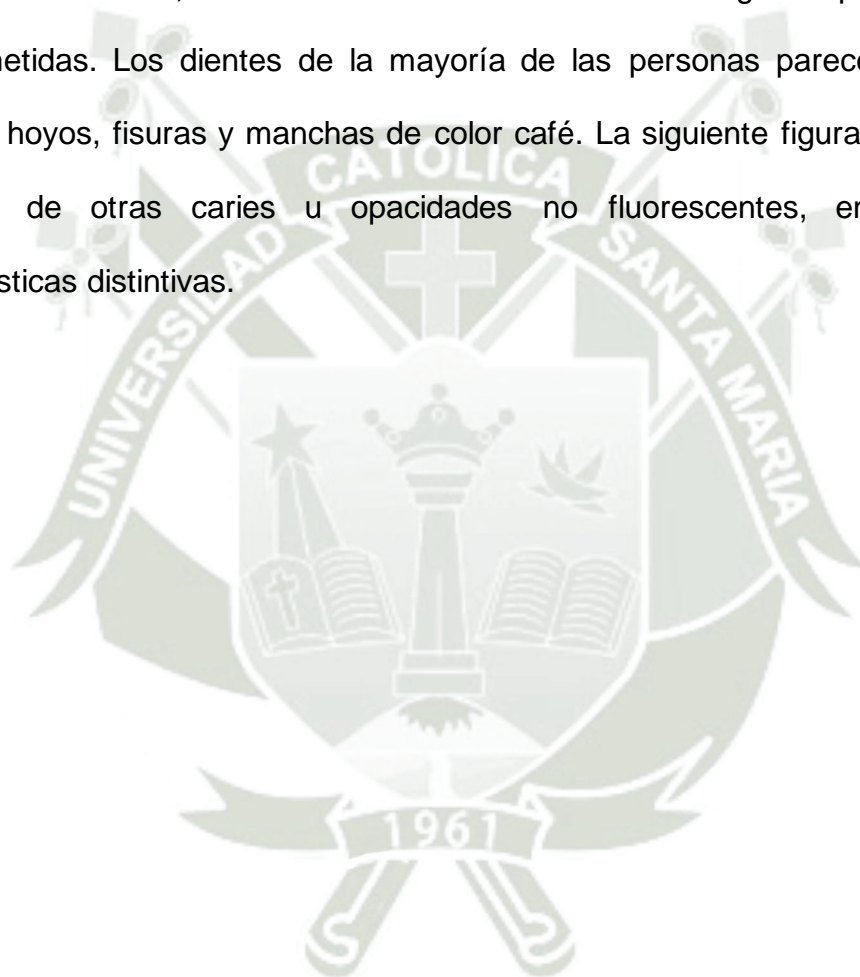 metidas. Los dientes de la mayoría de las personas parece
hoyos, fisuras y manchas de color café. La siguiente figura
de otras caries u opacidades no fluorescentes, en
sticas distintivas.
UNIVERSIDAD CATOLICA SANTA MARIA
1961